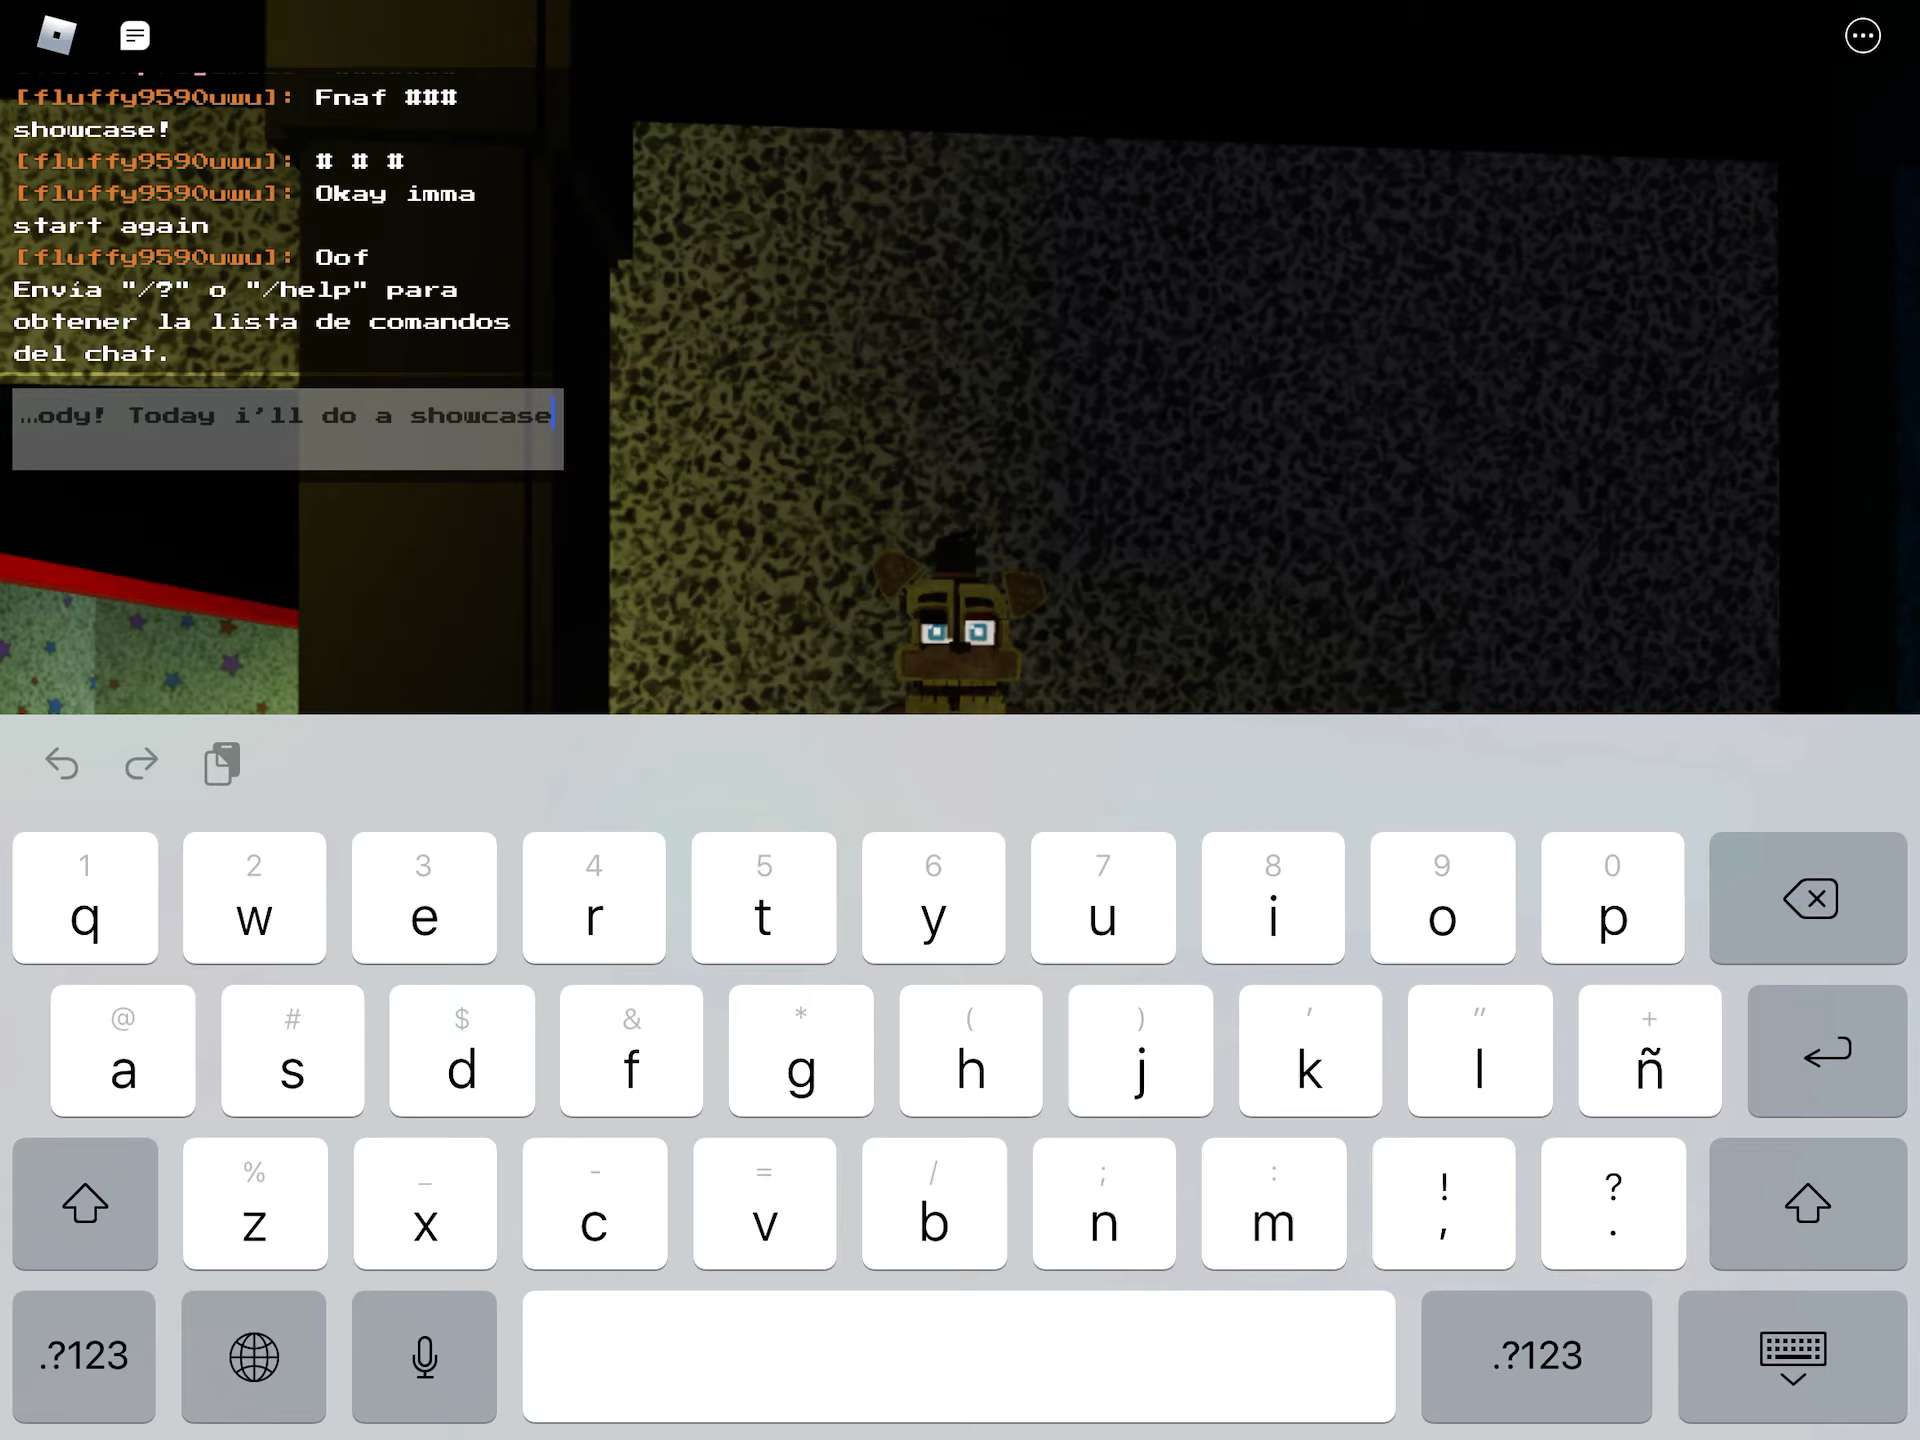 [fluffy9590uwu]: Fnaf ###
showcase!
[fluffy9590uwu]: # # #
[fluffy9590uwu]: Okay imma
start again
[fluffy9590uwu]: Oof
Envía "/?" o "/help" para
obtener la lista de comandos
del chat.
...ody! Today i'll do a showcase
1 2 3 4 5 6 7 8 9 0
q w e r t y u i o p
@ # $ & * ( ) ' " +
a s d f g h j k l ñ
% _ - = / ; : ! ?
z x c v b n m , .
.?123 .?123